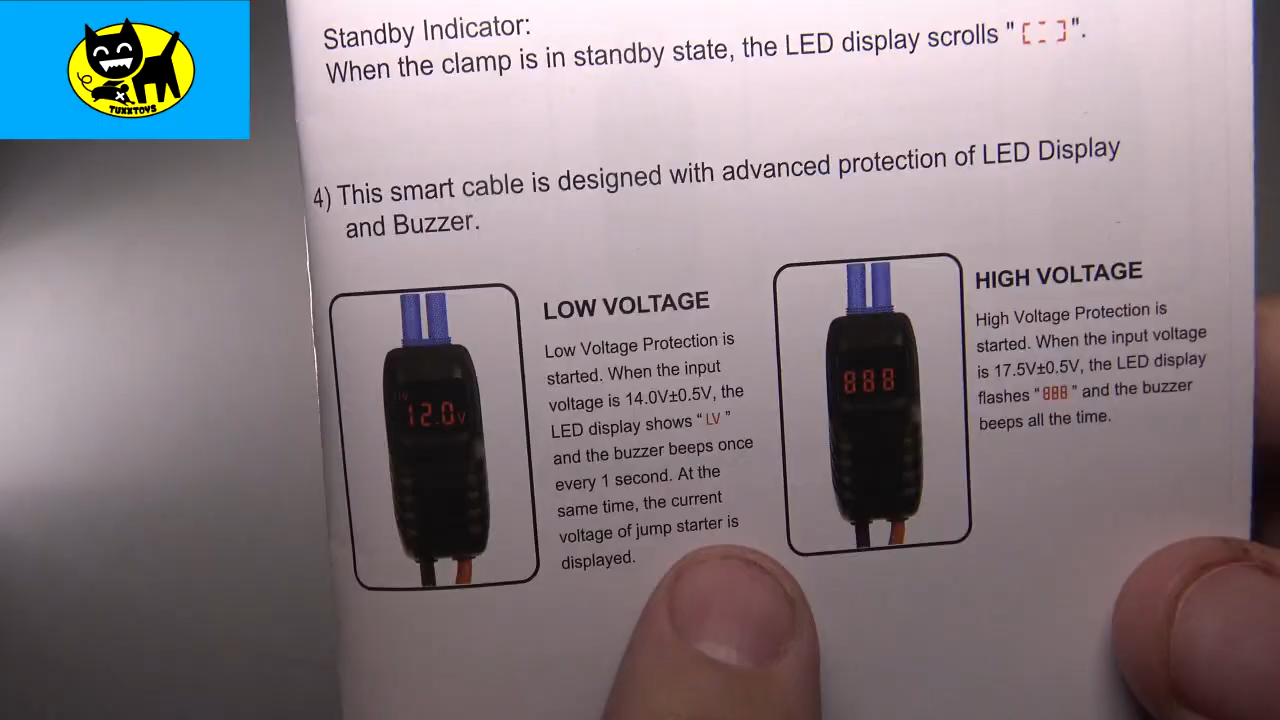 TUXXTOYS
Standby Indicator:
When the clamp is in standby state, the LED display scrolls "[ ¦ ]".
4) This smart cable is designed with advanced protection of LED Display
and Buzzer.
12.0V
LOW VOLTAGE
Low Voltage Protection is
started. When the input
voltage is 14.0V±0.5V, the
LED display shows “LV”
and the buzzer beeps once
every 1 second. At the
same time, the current
voltage of jump starter is
displayed.
888
HIGH VOLTAGE
High Voltage Protection is
started. When the input voltage
is 17.5V±0.5V, the LED display
flashes “888” and the buzzer
beeps all the time.